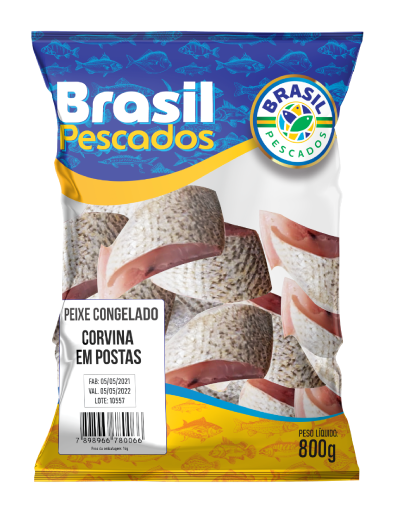 Brasil
Pescados
BRASIL
PESCADOS
PEIXE CONGELADO
CORVINA
EM POSTAS
FAB: 05/05/2021
VAL. 05/05/2022
LOTE: 10557
7 898966 780066
PESO LÍQUIDO:
800g